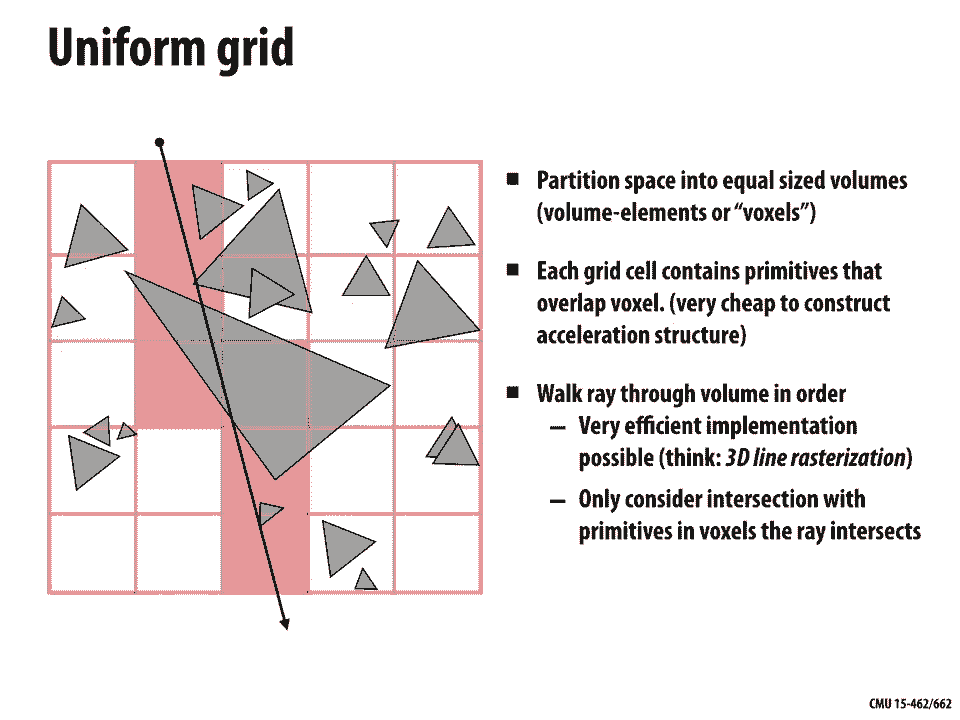 Uniform grid
■ Partition space into equal sized volumes
(volume-elements or “voxels”)
■ Each grid cell contains primitives that
overlap voxel. (very cheap to construct
acceleration structure)
■ Walk ray through volume in order
– Very efficient implementation
possible (think: 3D line rasterization)
– Only consider intersection with
primitives in voxels the ray intersects
CMU 15-462/662